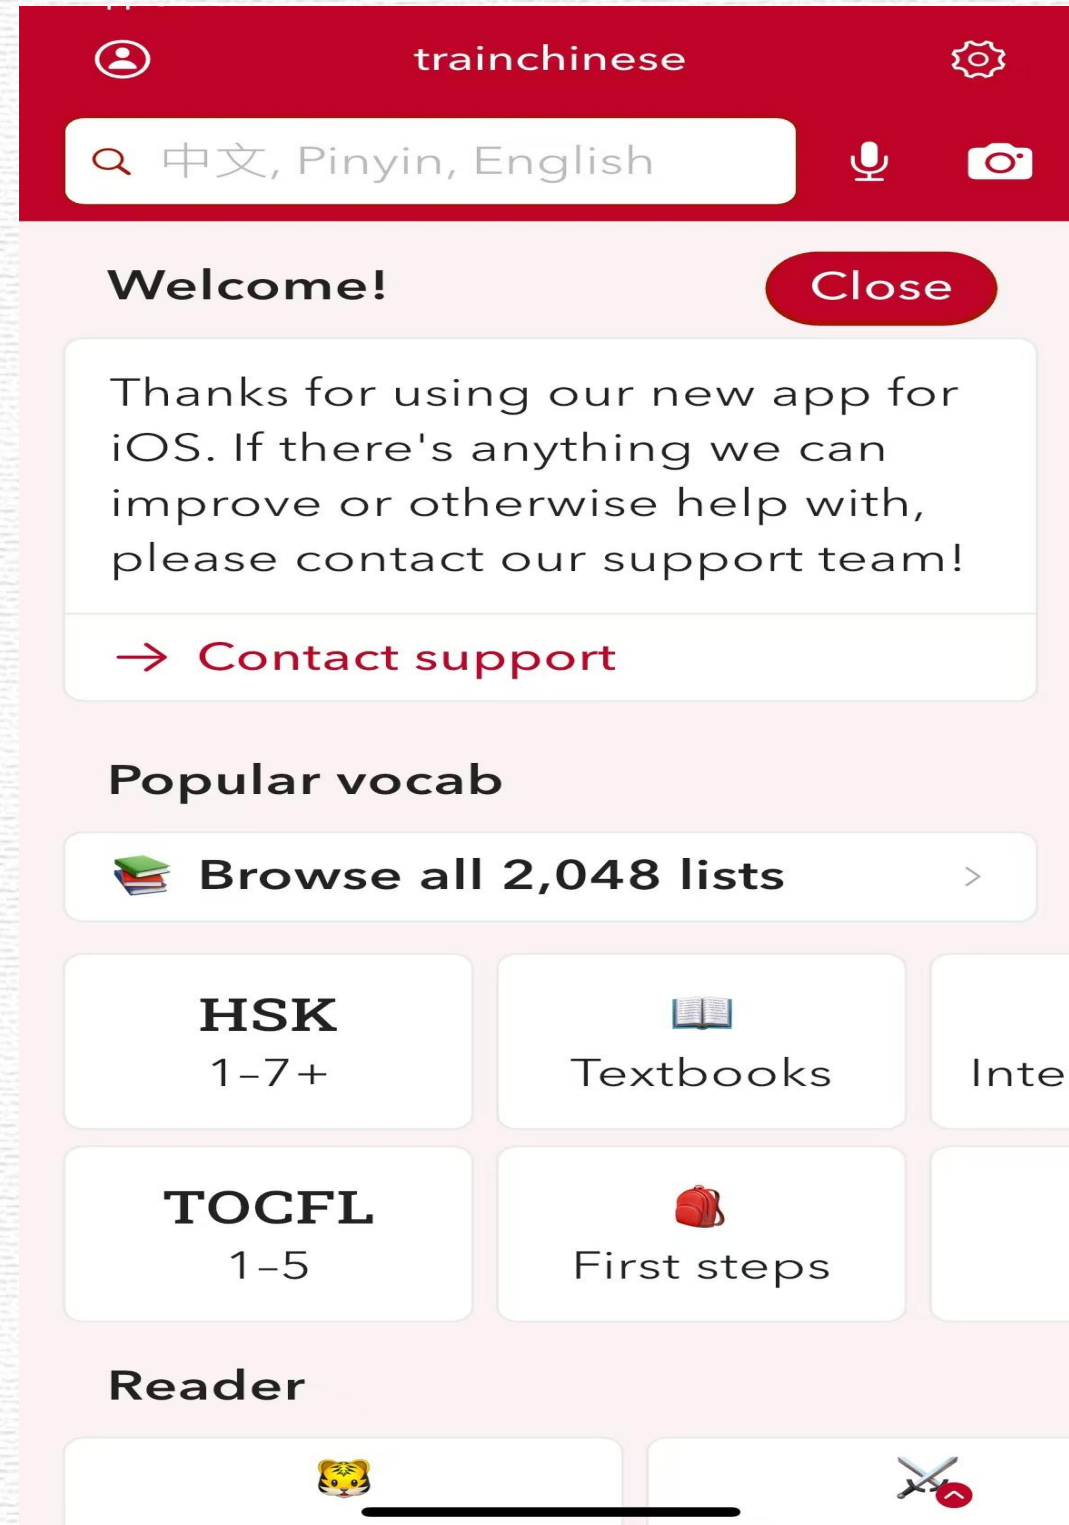 trainchinese
中文, Pinyin, English
Welcome!
Close
Thanks for using our new app for
iOS. If there's anything we can
improve or otherwise help with,
please contact our support team!
→ Contact support
Popular vocab
Browse all 2,048 lists
HSK
1–7+
Textbooks
Inte
TOCFL
1–5
First steps
Reader